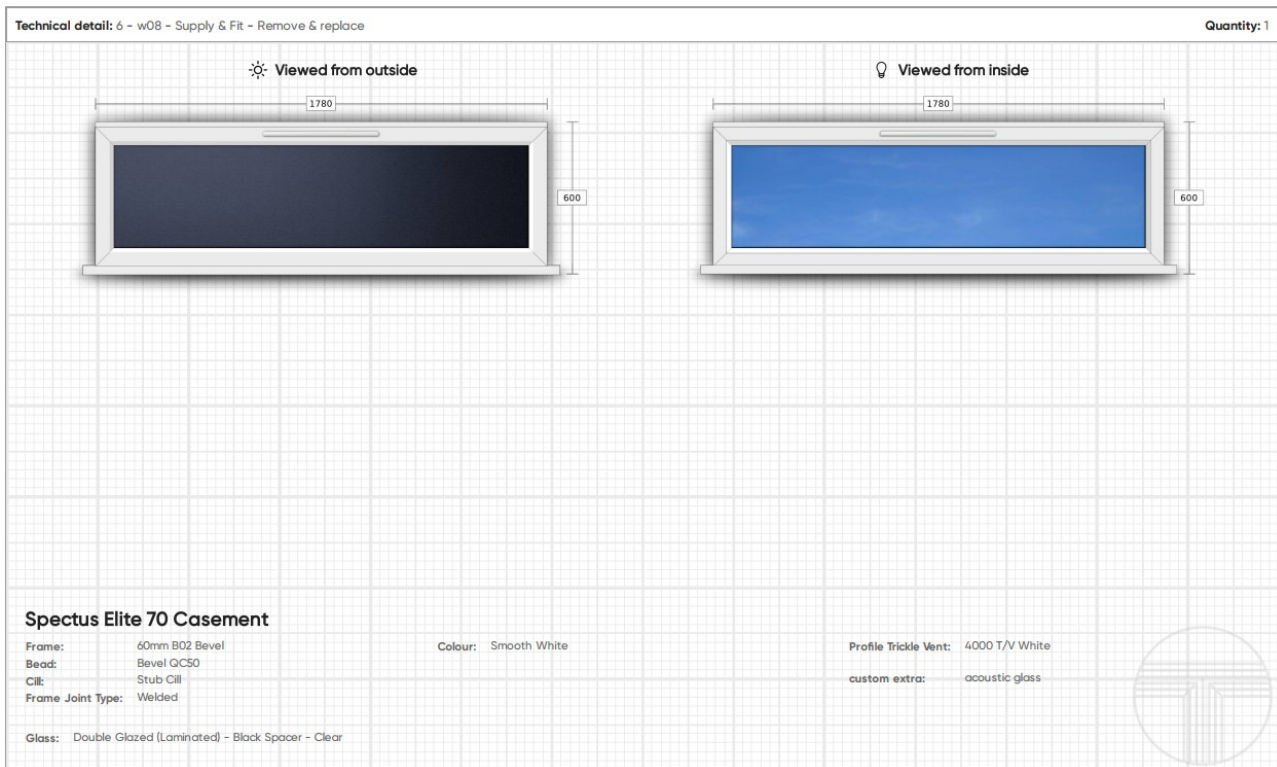 Technical detail: 6 - w08 - Supply & Fit - Remove & replace Quantity: 1
Viewed from outside
Viewed from inside
1780
1780
600
600
Spectus Elite 70 Casement
Frame: 60mm B02 Bevel Colour: Smooth White Profile Trickle Vent: 4000 T/V White
Bead: Bevel QC50
Cill: Stub Cill custom extra: acoustic glass
Frame Joint Type: Welded
Glass: Double Glazed (Laminated) - Black Spacer - Clear